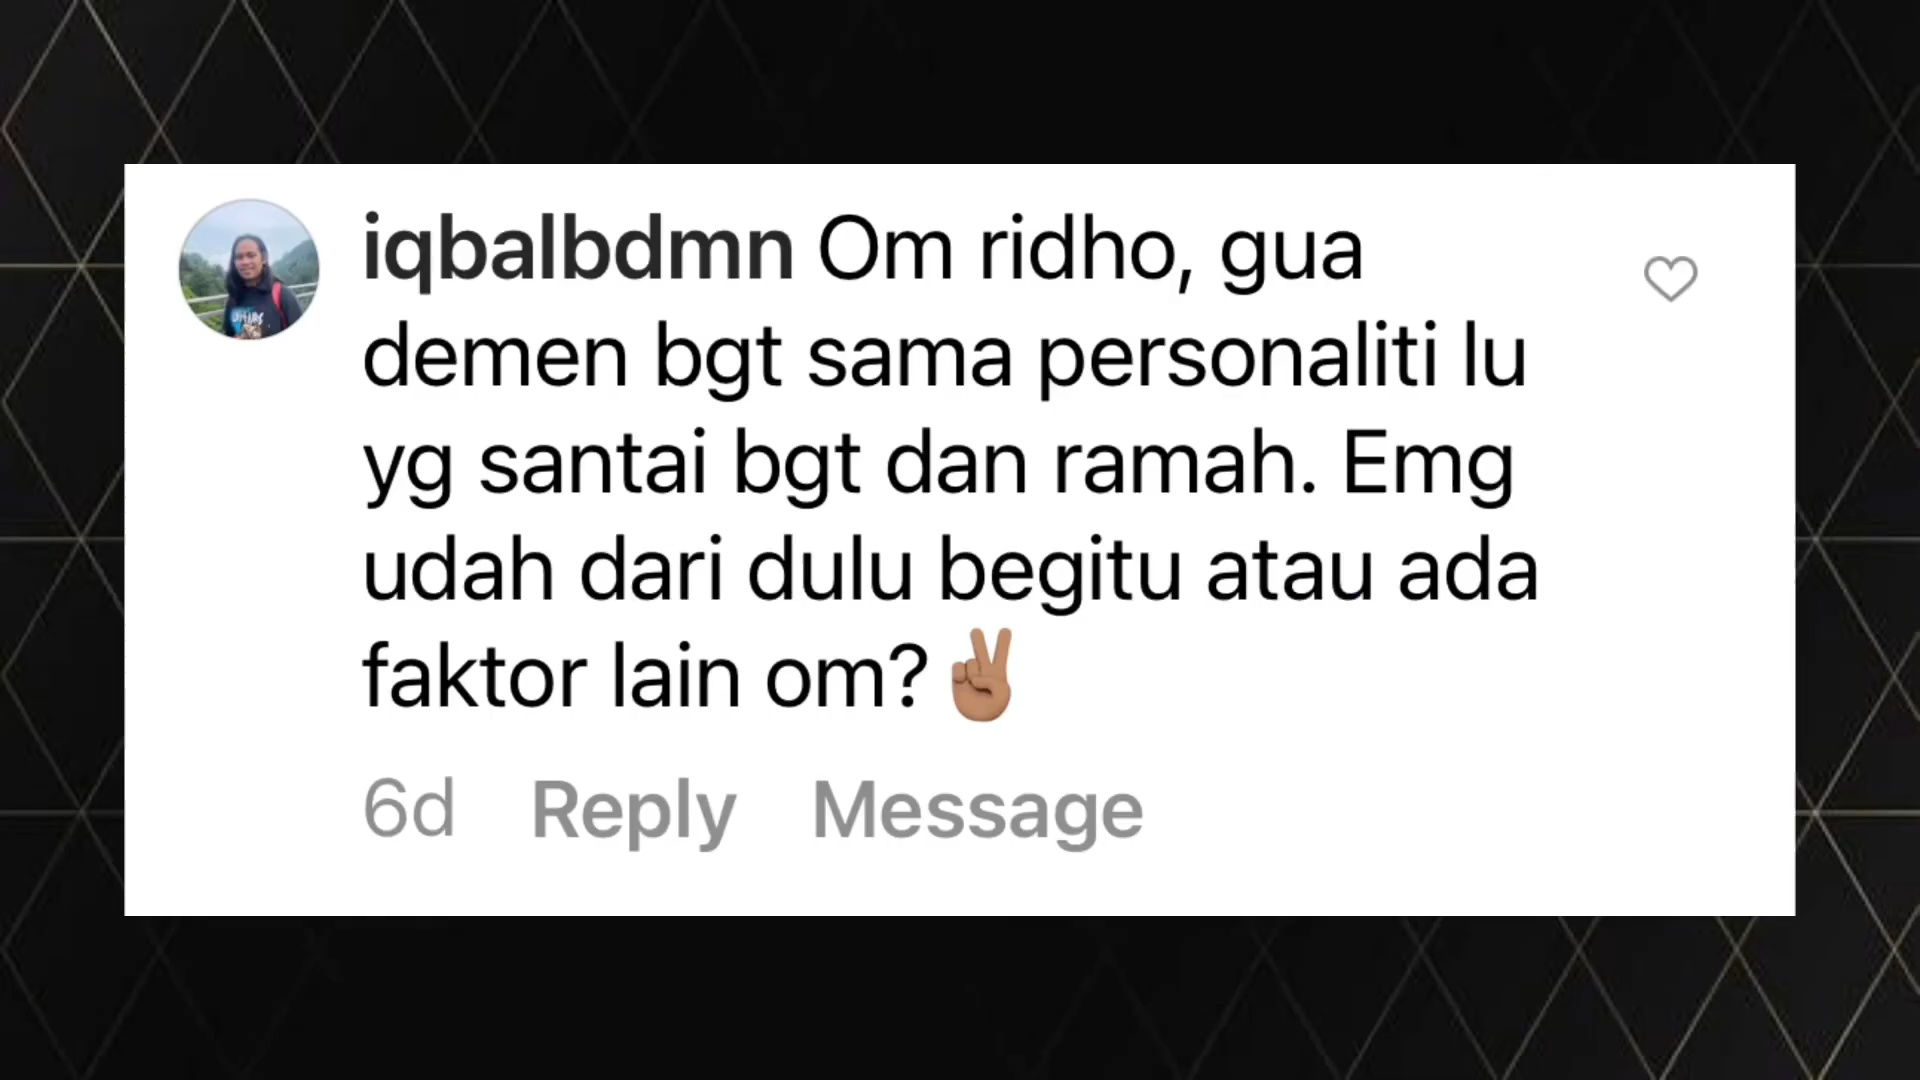 iqbalbdmn Om ridho, gua
demen bgt sama personaliti lu
yg santai bgt dan ramah. Emg
udah dari dulu begitu atau ada
faktor lain om?✌🏽
6d Reply Message